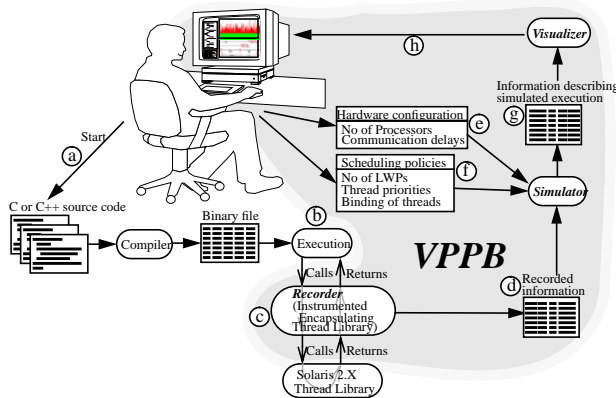 Visualizer
h
Information describing
simulated execution
g
Hardware configuration
No of Processors
Communication delays
e
Start
a
Scheduling policies
No of LWPs
Thread priorities
Binding of threads
f
Simulator
C or C++ source code
Compiler
Binary file
b
Execution
VPPB
Calls
Returns
d
Recorded
information
c
Recorder
(Instrumented
Encapsulating
Thread Library)
Calls
Returns
Solaris 2.X
Thread Library